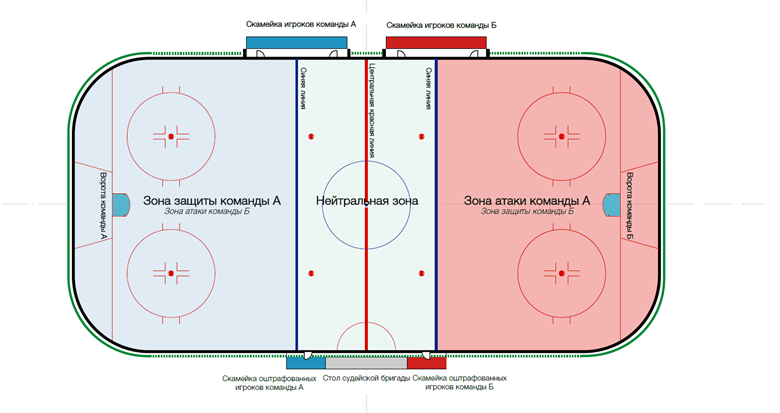 Скамейка игроков команды А
Скамейка игроков команды Б
Синяя линия
Центральная красная линия
Синяя линия
Ворота команды А
Зона защиты команды А
Зона атаки команды Б
Нейтральная зона
Зона атаки команды А
Зона защиты команды Б
Ворота команды Б
Скамейка оштрафованных
игроков команды А
Стол судейской бригады
Скамейка оштрафованных
игроков команды Б